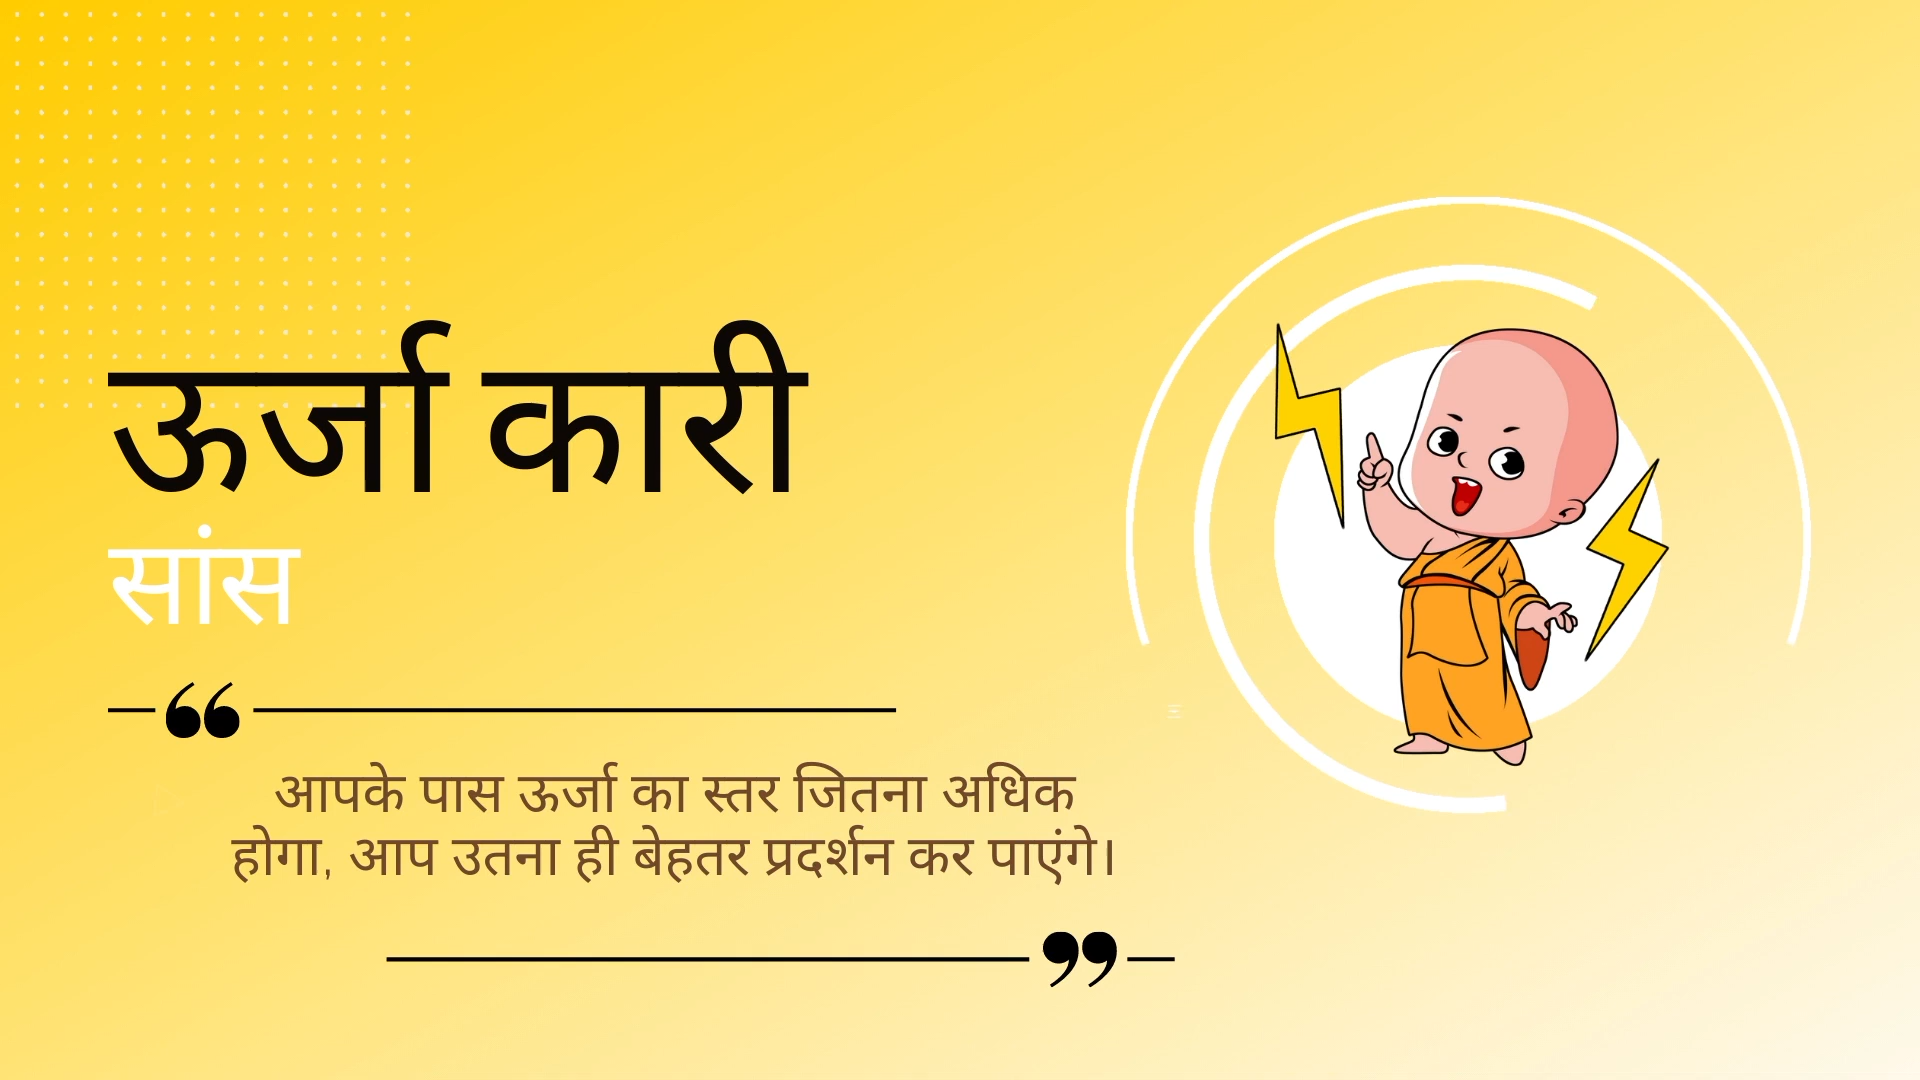 ऊर्जा कारी
सांस
“
आपके पास ऊर्जा का स्तर जितना अधिक
होगा, आप उतना ही बेहतर प्रदर्शन कर पाएंगे।
”